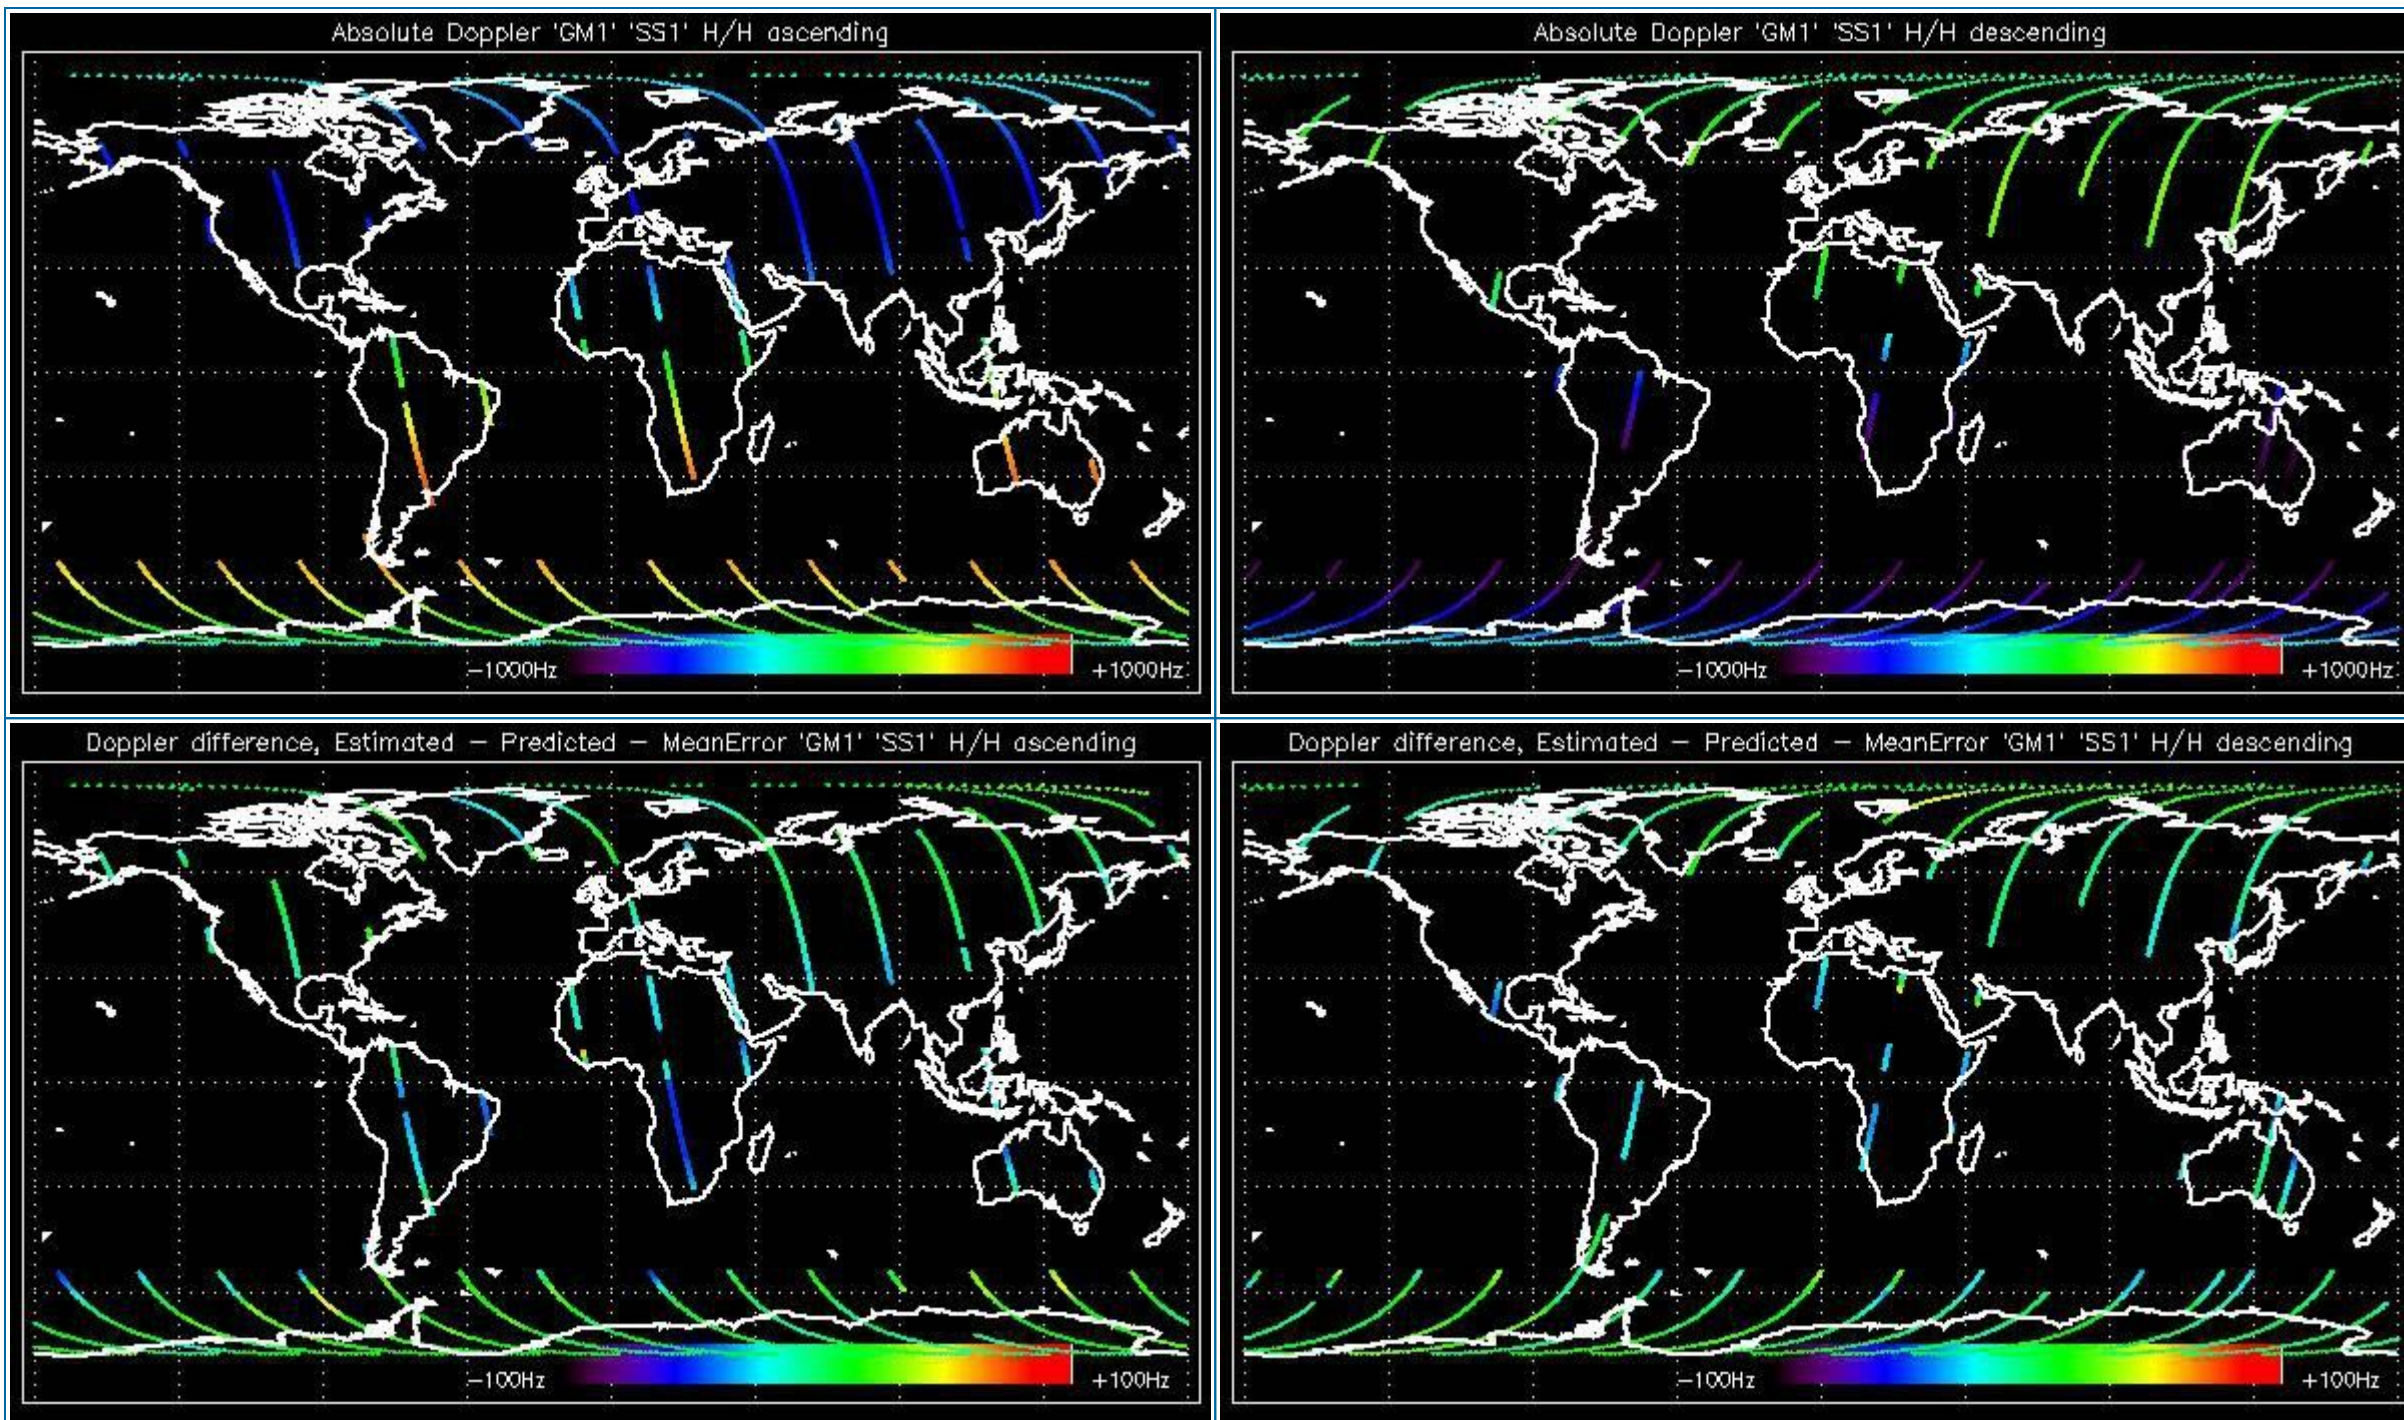 Absolute Doppler 'GM1' 'SS1' H/H ascending
−1000Hz
+1000Hz
Absolute Doppler 'GM1' 'SS1' H/H descending
−1000Hz
+1000Hz
Doppler difference, Estimated − Predicted − MeanError 'GM1' 'SS1' H/H ascending
−100Hz
+100Hz
Doppler difference, Estimated − Predicted − MeanError 'GM1' 'SS1' H/H descending
−100Hz
+100Hz